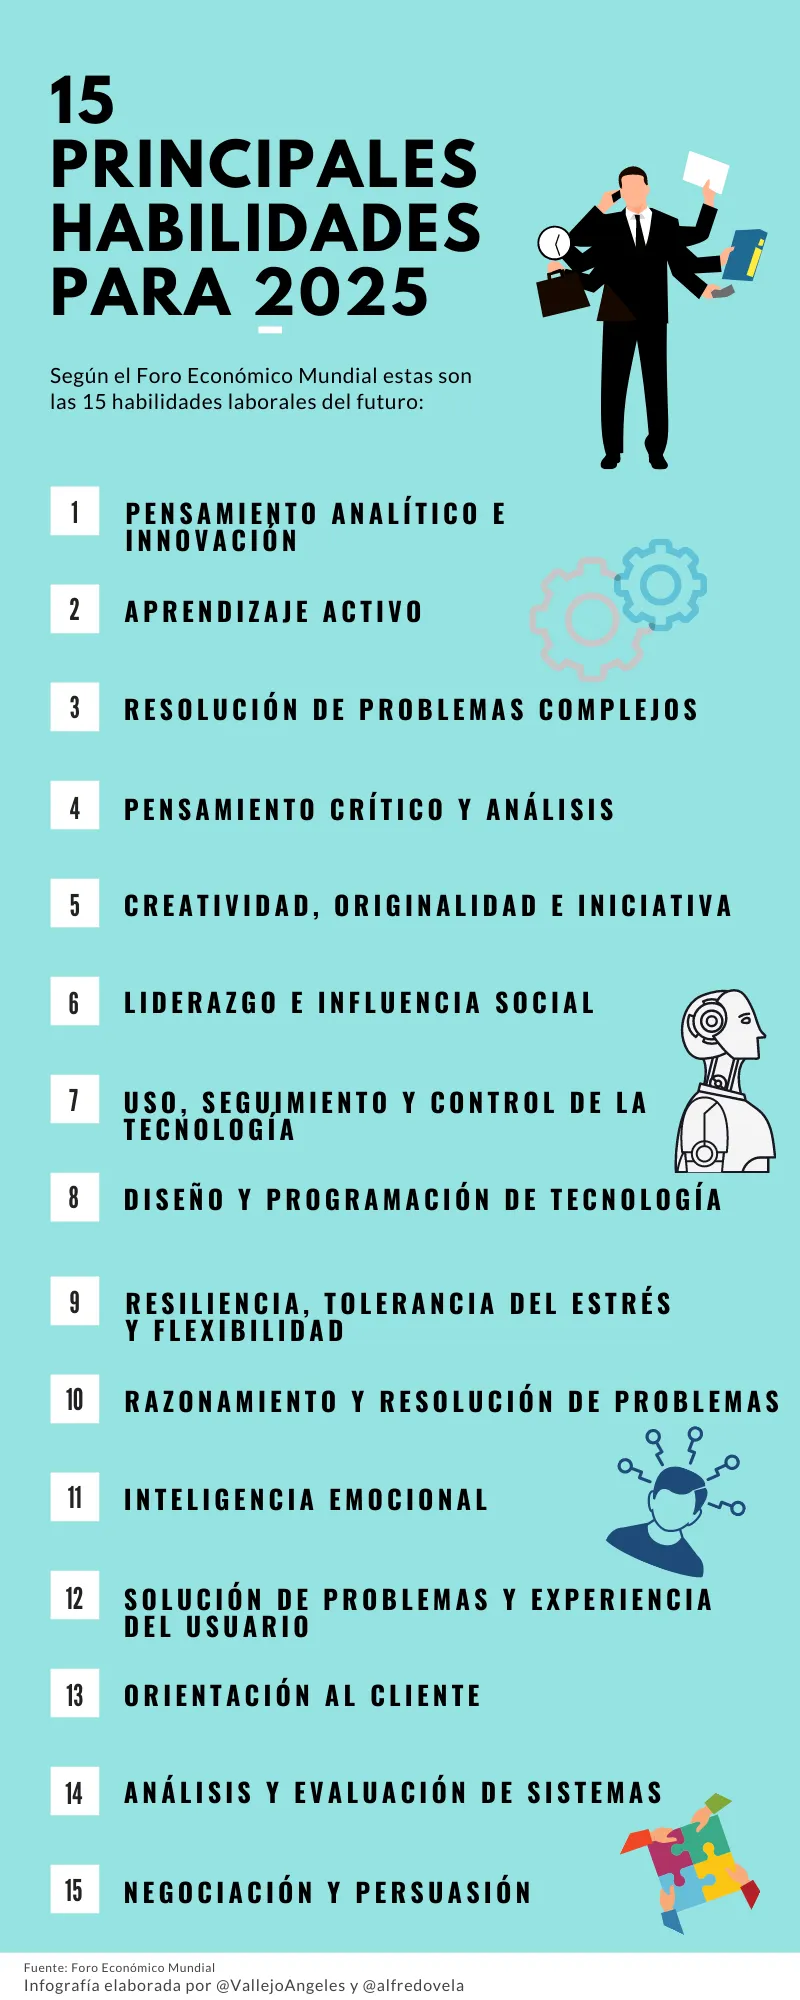 15
PRINCIPALES
HABILIDADES
PARA 2025
Según el Foro Económico Mundial estas son
las 15 habilidades laborales del futuro:
1 PENSAMIENTO ANALÍTICO E
INNOVACIÓN
2 APRENDIZAJE ACTIVO
3 RESOLUCIÓN DE PROBLEMAS COMPLEJOS
4 PENSAMIENTO CRÍTICO Y ANÁLISIS
5 CREATIVIDAD, ORIGINALIDAD E INICIATIVA
6 LIDERAZGO E INFLUENCIA SOCIAL
7 USO, SEGUIMIENTO Y CONTROL DE LA
TECNOLOGÍA
8 DISEÑO Y PROGRAMACIÓN DE TECNOLOGÍA
9 RESILIENCIA, TOLERANCIA DEL ESTRÉS
Y FLEXIBILIDAD
10 RAZONAMIENTO Y RESOLUCIÓN DE PROBLEMAS
11 INTELIGENCIA EMOCIONAL
12 SOLUCIÓN DE PROBLEMAS Y EXPERIENCIA
DEL USUARIO
13 ORIENTACIÓN AL CLIENTE
14 ANÁLISIS Y EVALUACIÓN DE SISTEMAS
15 NEGOCIACIÓN Y PERSUASIÓN
Fuente: Foro Económico Mundial
Infografía elaborada por @VallejoAngeles y @alfredovela